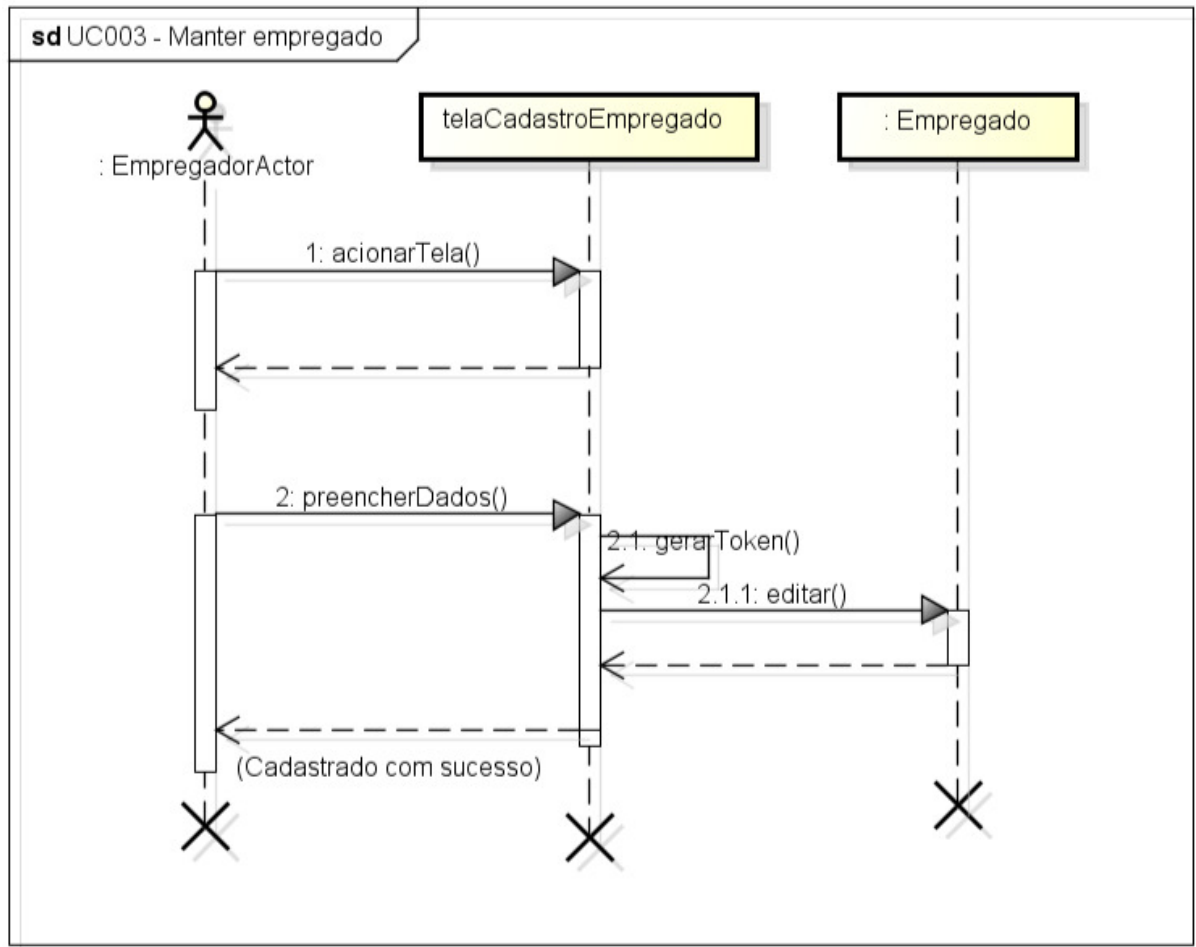 sd UC003 - Manter empregado
: EmpregadorActor
telaCadastroEmpregado
: Empregado
1: acionarTela()
2: preencherDados()
2.1: gerarToken()
2.1.1: editar()
(Cadastrado com sucesso)